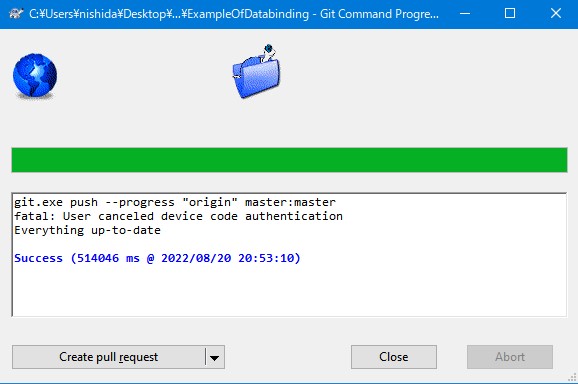 C:¥Users¥nishida¥Desktop¥...¥ExampleOfDatabinding - Git Command Progre...
git.exe push --progress "origin" master:master
fatal: User canceled device code authentication
Everything up-to-date
Success (514046 ms @ 2022/08/20 20:53:10)
Create pull request
Close
Abort